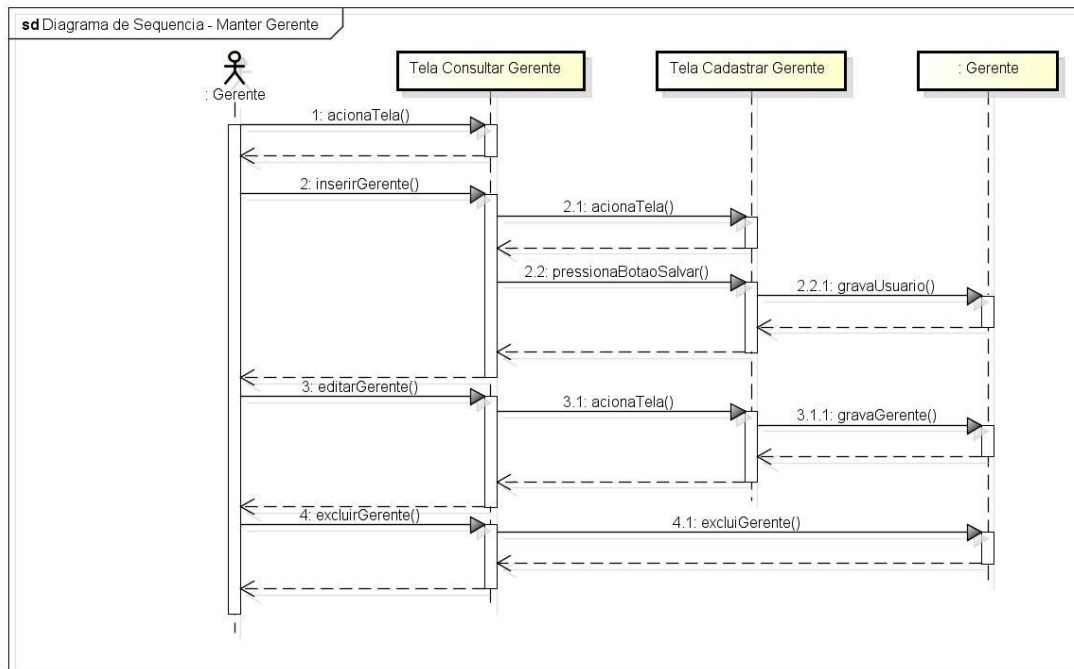 sd Diagrama de Sequencia - Manter Gerente
Tela Consultar Gerente
Tela Cadastrar Gerente
: Gerente
: Gerente
1: acionaTela()
2: inserirGerente()
2.1: acionaTela()
2.2: pressionaBotaoSalvar()
2.2.1: gravaUsuario()
3: editarGerente()
3.1: acionaTela()
3.1.1: gravaGerente()
4: excluirGerente()
4.1: excluiGerente()